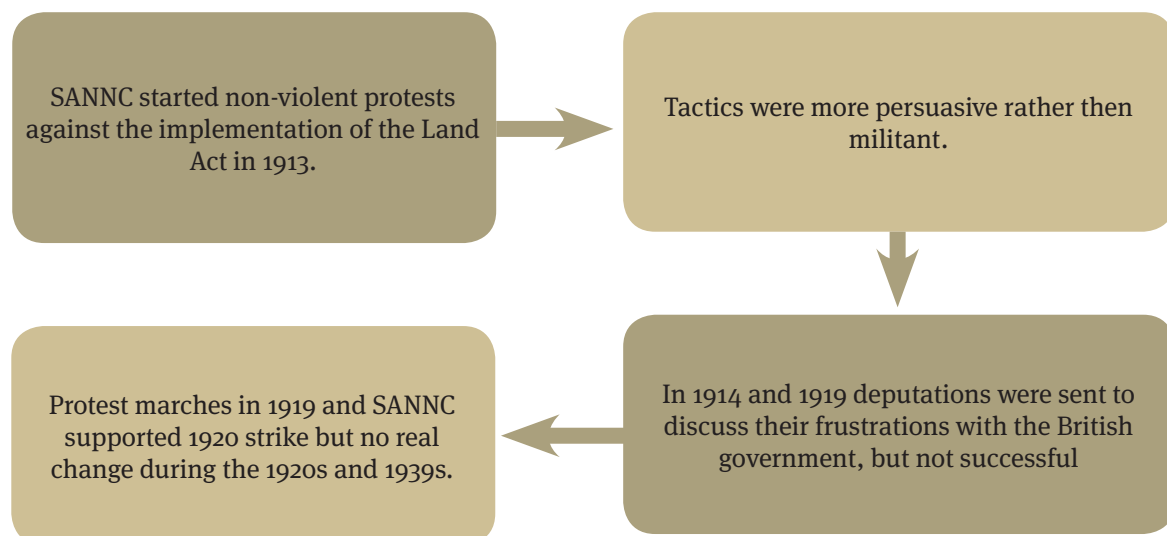 SANNC started non-violent protests
against the implementation of the Land
Act in 1913.
Tactics were more persuasive rather then
militant.
In 1914 and 1919 deputations were sent to
discuss their frustrations with the British
government, but not successful
Protest marches in 1919 and SANNC
supported 1920 strike but no real
change during the 1920s and 1939s.